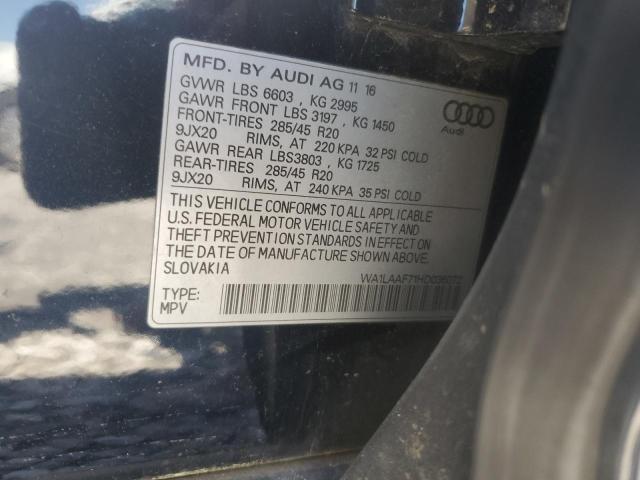 MFD. BY AUDI AG 11 16
GVWR LBS 6603 , KG 2995
GAWR FRONT LBS 3197 , KG 1450
FRONT-TIRES 285/45 R20
9JX20 RIMS, AT 220 KPA 32 PSI COLD
GAWR REAR LBS3803 , KG 1725
REAR-TIRES 285/45 R20
9JX20 RIMS, AT 240 KPA 35 PSI COLD
Audi
THIS VEHICLE CONFORMS TO ALL APPLICABLE
U.S. FEDERAL MOTOR VEHICLE SAFETY AND
THEFT PREVENTION STANDARDS IN EFFECT ON
THE DATE OF MANUFACTURE SHOWN ABOVE.
SLOVAKIA
WA1LAAF71HD036072
TYPE:
MPV